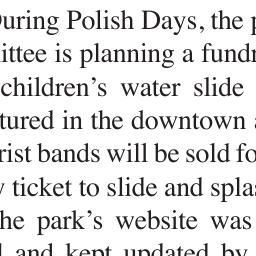 During Polish Days, the
ittee is planning a fundr
children’s water slide
tured in the downtown
rist bands will be sold fo
ticket to slide and spla
he park’s website was
and kept updated by